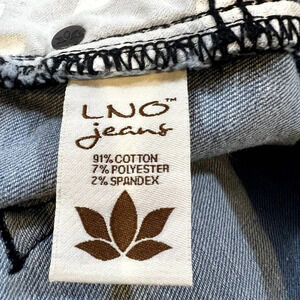 LNO™
jeans
91% COTTON
7% POLYESTER
2% SPANDEX